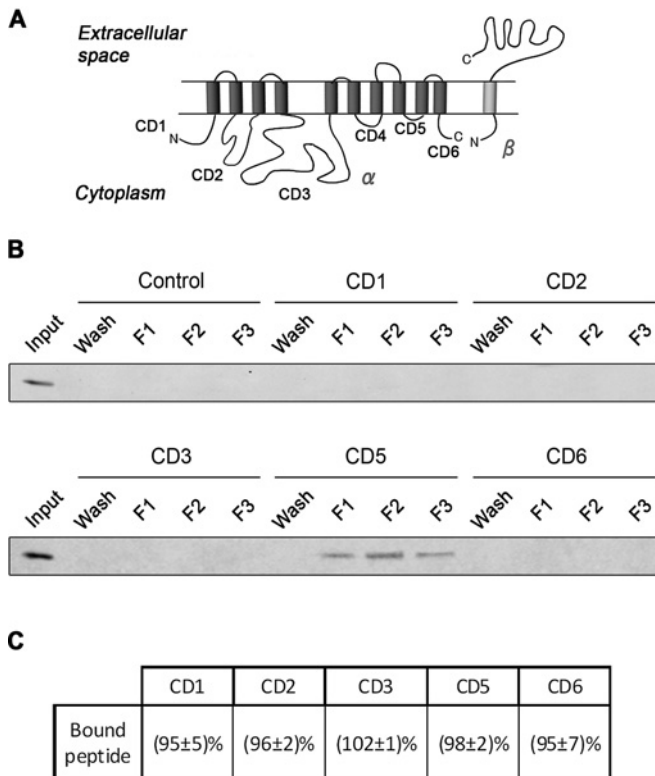 A
Extracellular
space
CD1
N
CD2
CD3
α
CD4
CD5
C
CD6
N
C
β
Cytoplasm
B
Control CD1 CD2
Input Wash F1 F2 F3 Wash F1 F2 F3 Wash F1 F2 F3
CD3 CD5 CD6
Input Wash F1 F2 F3 Wash F1 F2 F3 Wash F1 F2 F3
C
CD1 CD2 CD3 CD5 CD6
Bound
peptide
(95±5)% (96±2)% (102±1)% (98±2)% (95±7)%